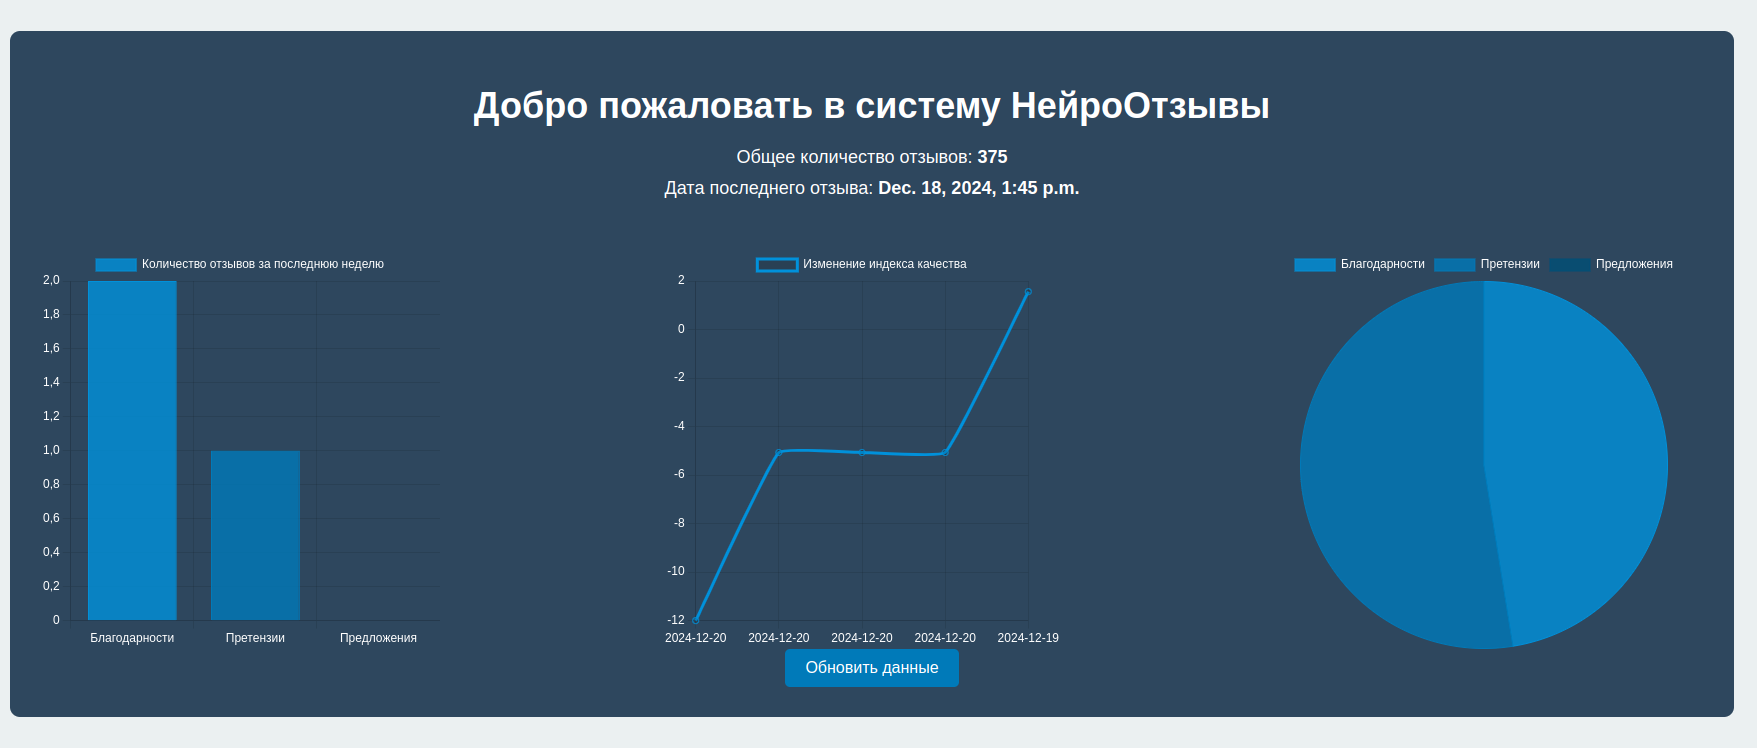 Добро пожаловать в систему НейроОтзывы
Общее количество отзывов: 375
Дата последнего отзыва: Dec. 18, 2024, 1:45 p.m.
Количество отзывов за последнюю неделю
2,0
1,8
1,6
1,4
1,2
1,0
0,8
0,6
0,4
0,2
0
Благодарности Претензии Предложения
Изменение индекса качества
2
0
-2
-4
-6
-8
-10
-12
2024-12-20 2024-12-20 2024-12-20 2024-12-20 2024-12-19
Благодарности Претензии Предложения
Обновить данные